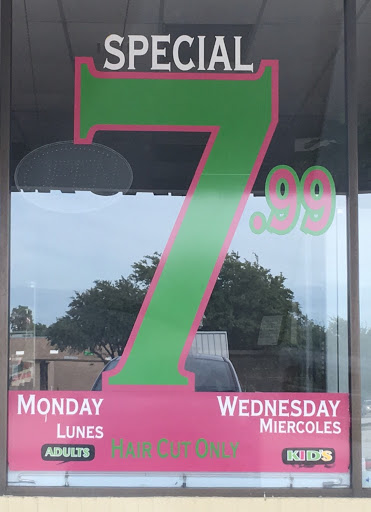 SPECIAL
7.99
MONDAY WEDNESDAY
LUNES MIERCOLES
ADULTS HAIR CUT ONLY KID'S